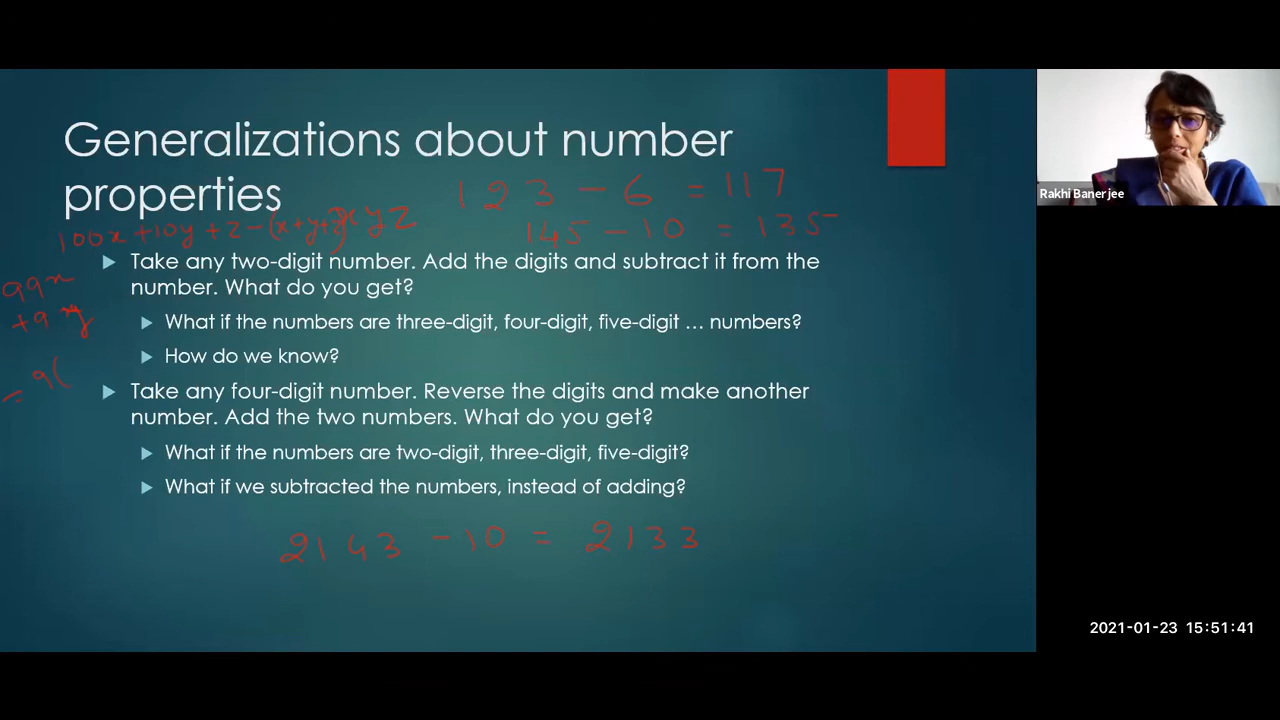 Generalizations about number
properties
123 - 6 = 117
xyz
145 - 10 = 135
100x + 10y + z - (x+y+z)
Take any two-digit number. Add the digits and subtract it from the
number. What do you get?
99x
+9y
What if the numbers are three-digit, four-digit, five-digit … numbers?
How do we know?
= 9(
Take any four-digit number. Reverse the digits and make another
number. Add the two numbers. What do you get?
What if the numbers are two-digit, three-digit, five-digit?
What if we subtracted the numbers, instead of adding?
2143 - 10 = 2133
Rakhi Banerjee
2021-01-23 15:51:41